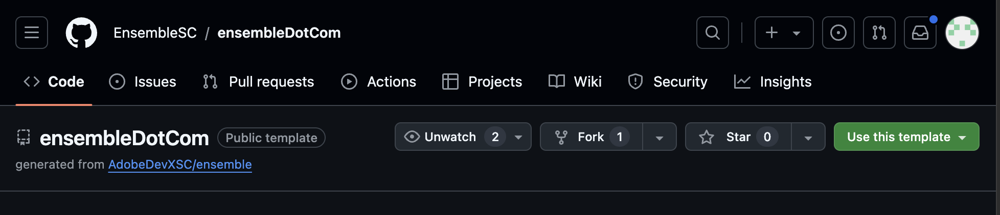 EnsembleSC / ensembleDotCom
Code Issues Pull requests Actions Projects Wiki Security Insights
ensembleDotCom Public template Unwatch 2 Fork 1 Star 0 Use this template
generated from AdobeDevXSC/ensemble